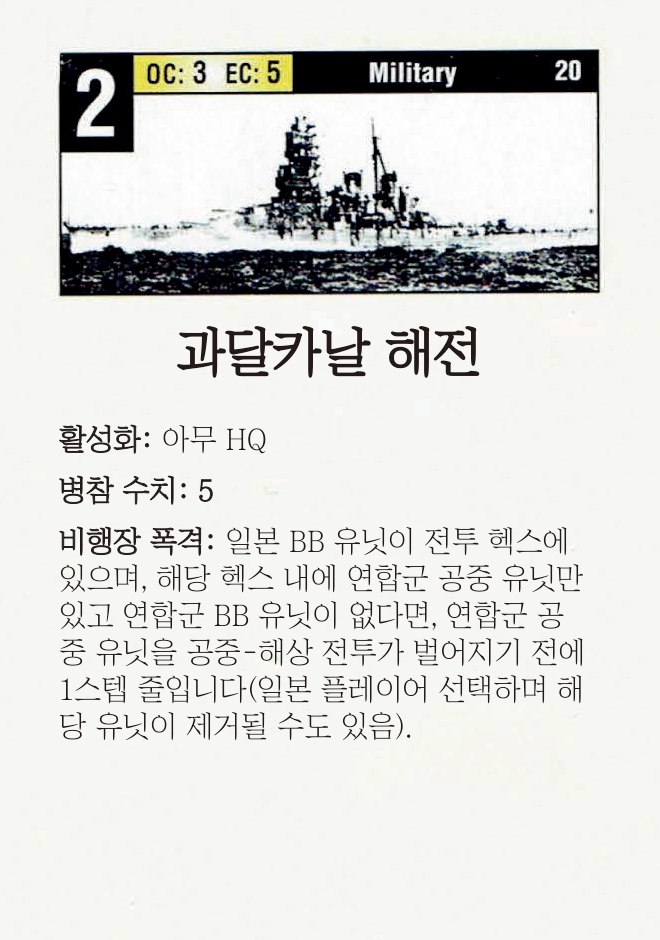 2
OC: 3 EC: 5
Military
20
과달카날 해전
활성화: 아무 HQ
병참 수치: 5
비행장 폭격: 일본 BB 유닛이 전투 헥스에
있으며, 해당 헥스 내에 연합군 공중 유닛만
있고 연합군 BB 유닛이 없다면, 연합군 공
중 유닛을 공중-해상 전투가 벌어지기 전에
1스텝 줄입니다(일본 플레이어 선택하며 해
당 유닛이 제거될 수도 있음).